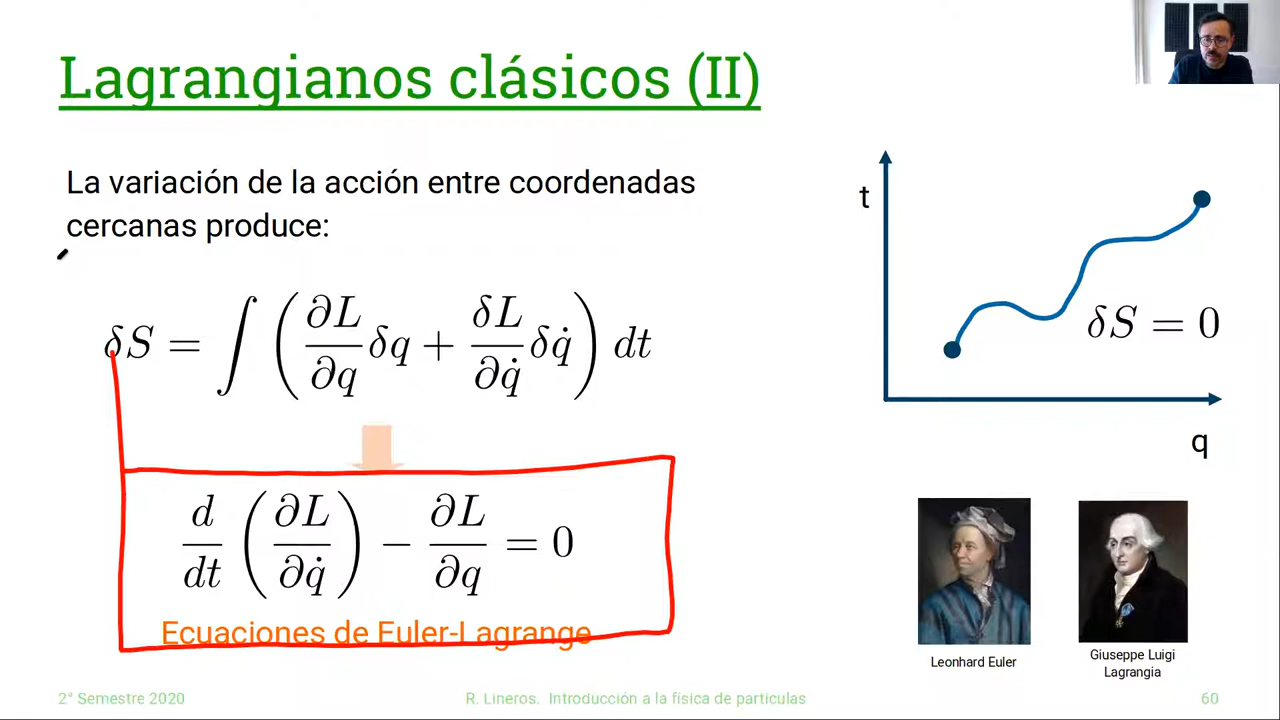 Lagrangianos clásicos (II)
La variación de la acción entre coordenadas
cercanas produce:
δS = ∫ ( ∂L/∂q δq + δL/∂q̇ δq̇ ) dt
d/dt ( ∂L/∂q̇ ) − ∂L/∂q = 0
Ecuaciones de Euler-Lagrange
t
δS = 0
q
Leonhard Euler
Giuseppe Luigi
Lagrangia
2° Semestre 2020
R. Lineros. Introducción a la física de particulas
60